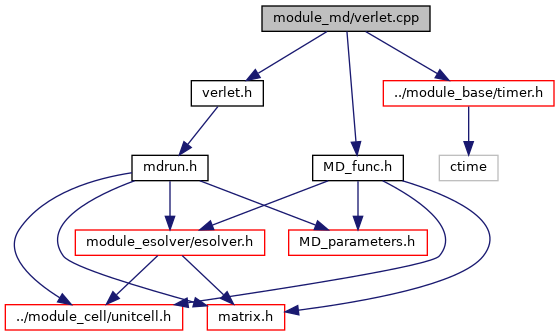 module_md/verlet.cpp
verlet.h
../module_base/timer.h
mdrun.h
MD_func.h
ctime
module_esolver/esolver.h
MD_parameters.h
../module_cell/unitcell.h
matrix.h